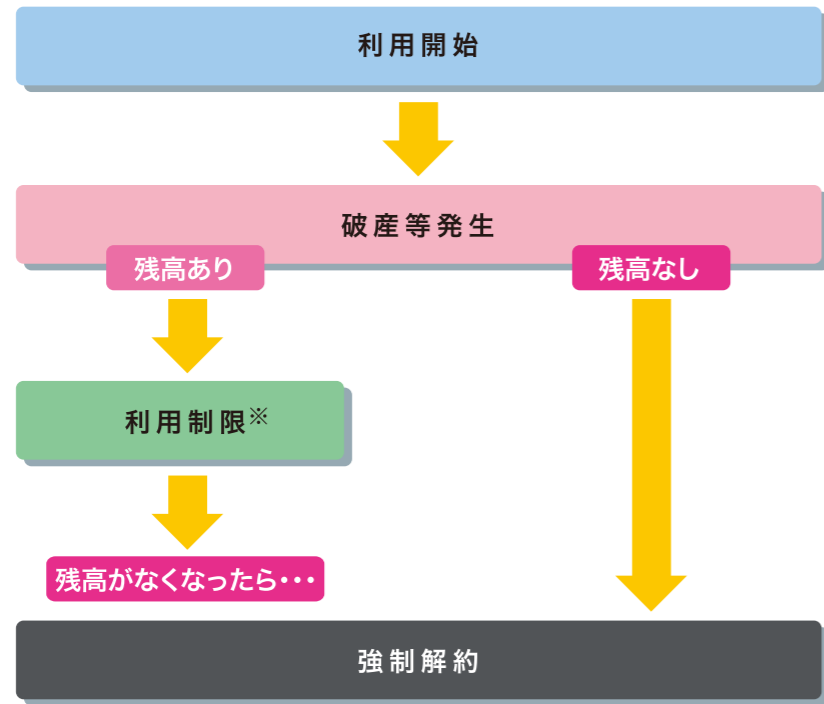 利用開始
破産等発生
残高あり
残高なし
利用制限※
残高がなくなったら・・・
強制解約